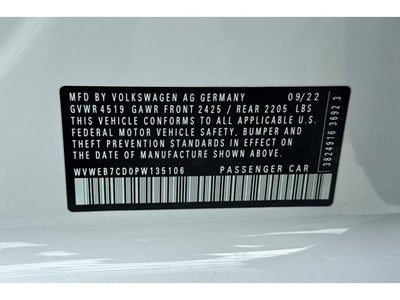 MFD BY VOLKSWAGEN AG GERMANY 09/22
GVWR 4519 GAWR FRONT 2425 / REAR 2205 LBS
THIS VEHICLE CONFORMS TO ALL APPLICABLE U.S.
FEDERAL MOTOR VEHICLE SAFETY, BUMPER AND
THEFT PREVENTION STANDARDS IN EFFECT ON THE
DATE OF MANUFACTURE SHOWN ABOVE.
WVWEB7CD0PW135106 PASSENGER CAR
3824916 3692 3